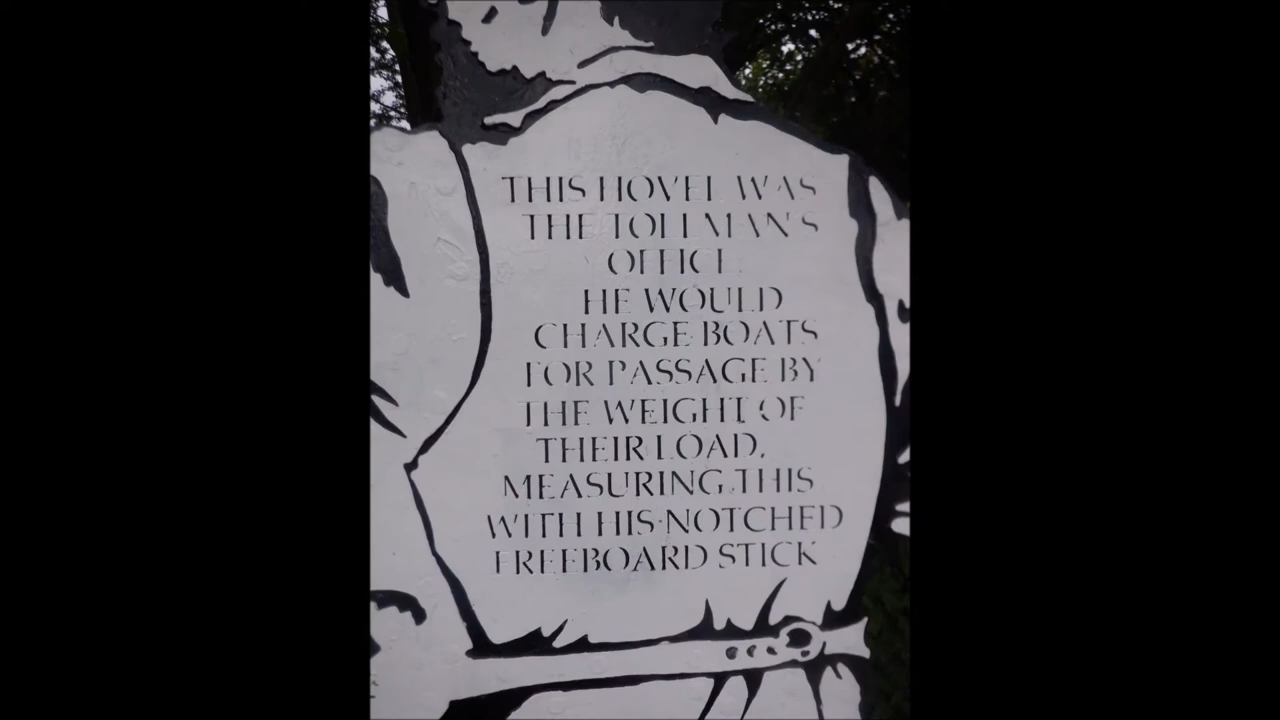 THIS HOVEL WAS
THE TOLLMAN'S
OFFICE
HE WOULD
CHARGE BOATS
FOR PASSAGE BY
THE WEIGHT OF
THEIR LOAD,
MEASURING THIS
WITH HIS NOTCHED
FREEBOARD STICK